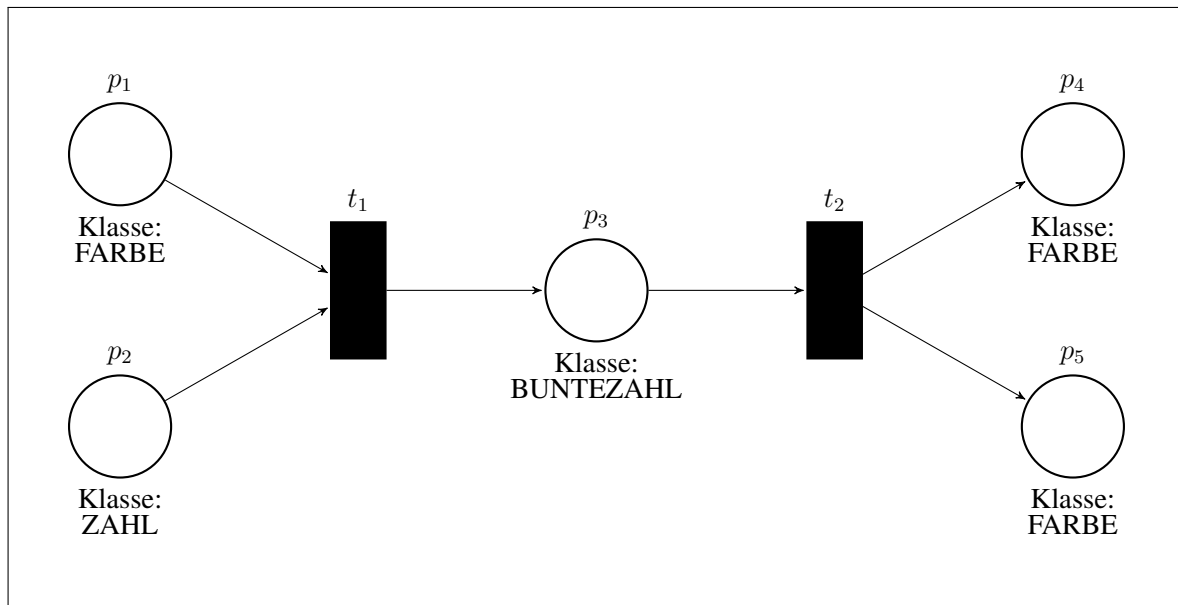 p₁
Klasse:
FARBE
p₂
Klasse:
ZAHL
t₁
p₃
Klasse:
BUNTEZAHL
t₂
p₄
Klasse:
FARBE
p₅
Klasse:
FARBE